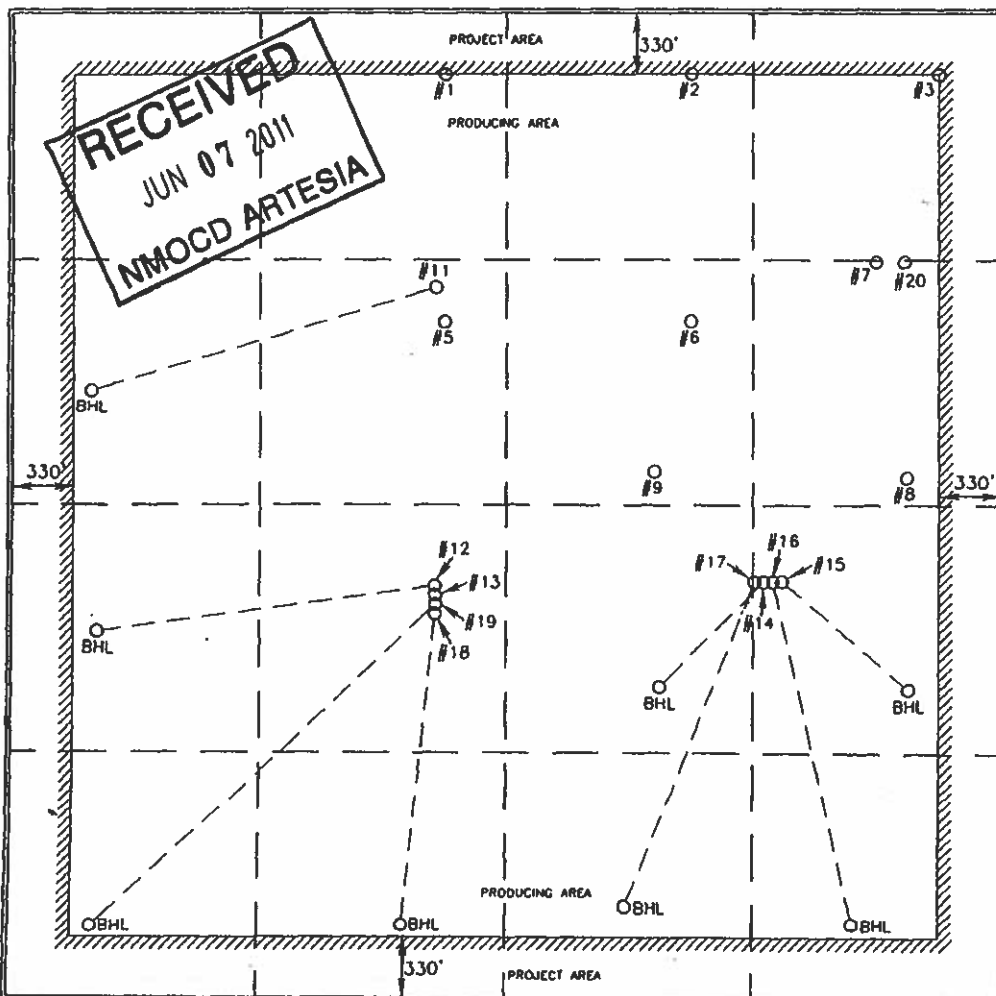 PROJECT AREA
330'
#1
#2
#3
PRODUCING AREA
RECEIVED
JUN 07 2011
NMOCD ARTESIA
#11
#7
#20
#5
#6
BHL
330'
#9
#8
330'
#12
#13
#19
#18
#17
#16
#15
#14
BHL
BHL
BHL
PRODUCING AREA
BHL
BHL
BHL
BHL
330'
PROJECT AREA